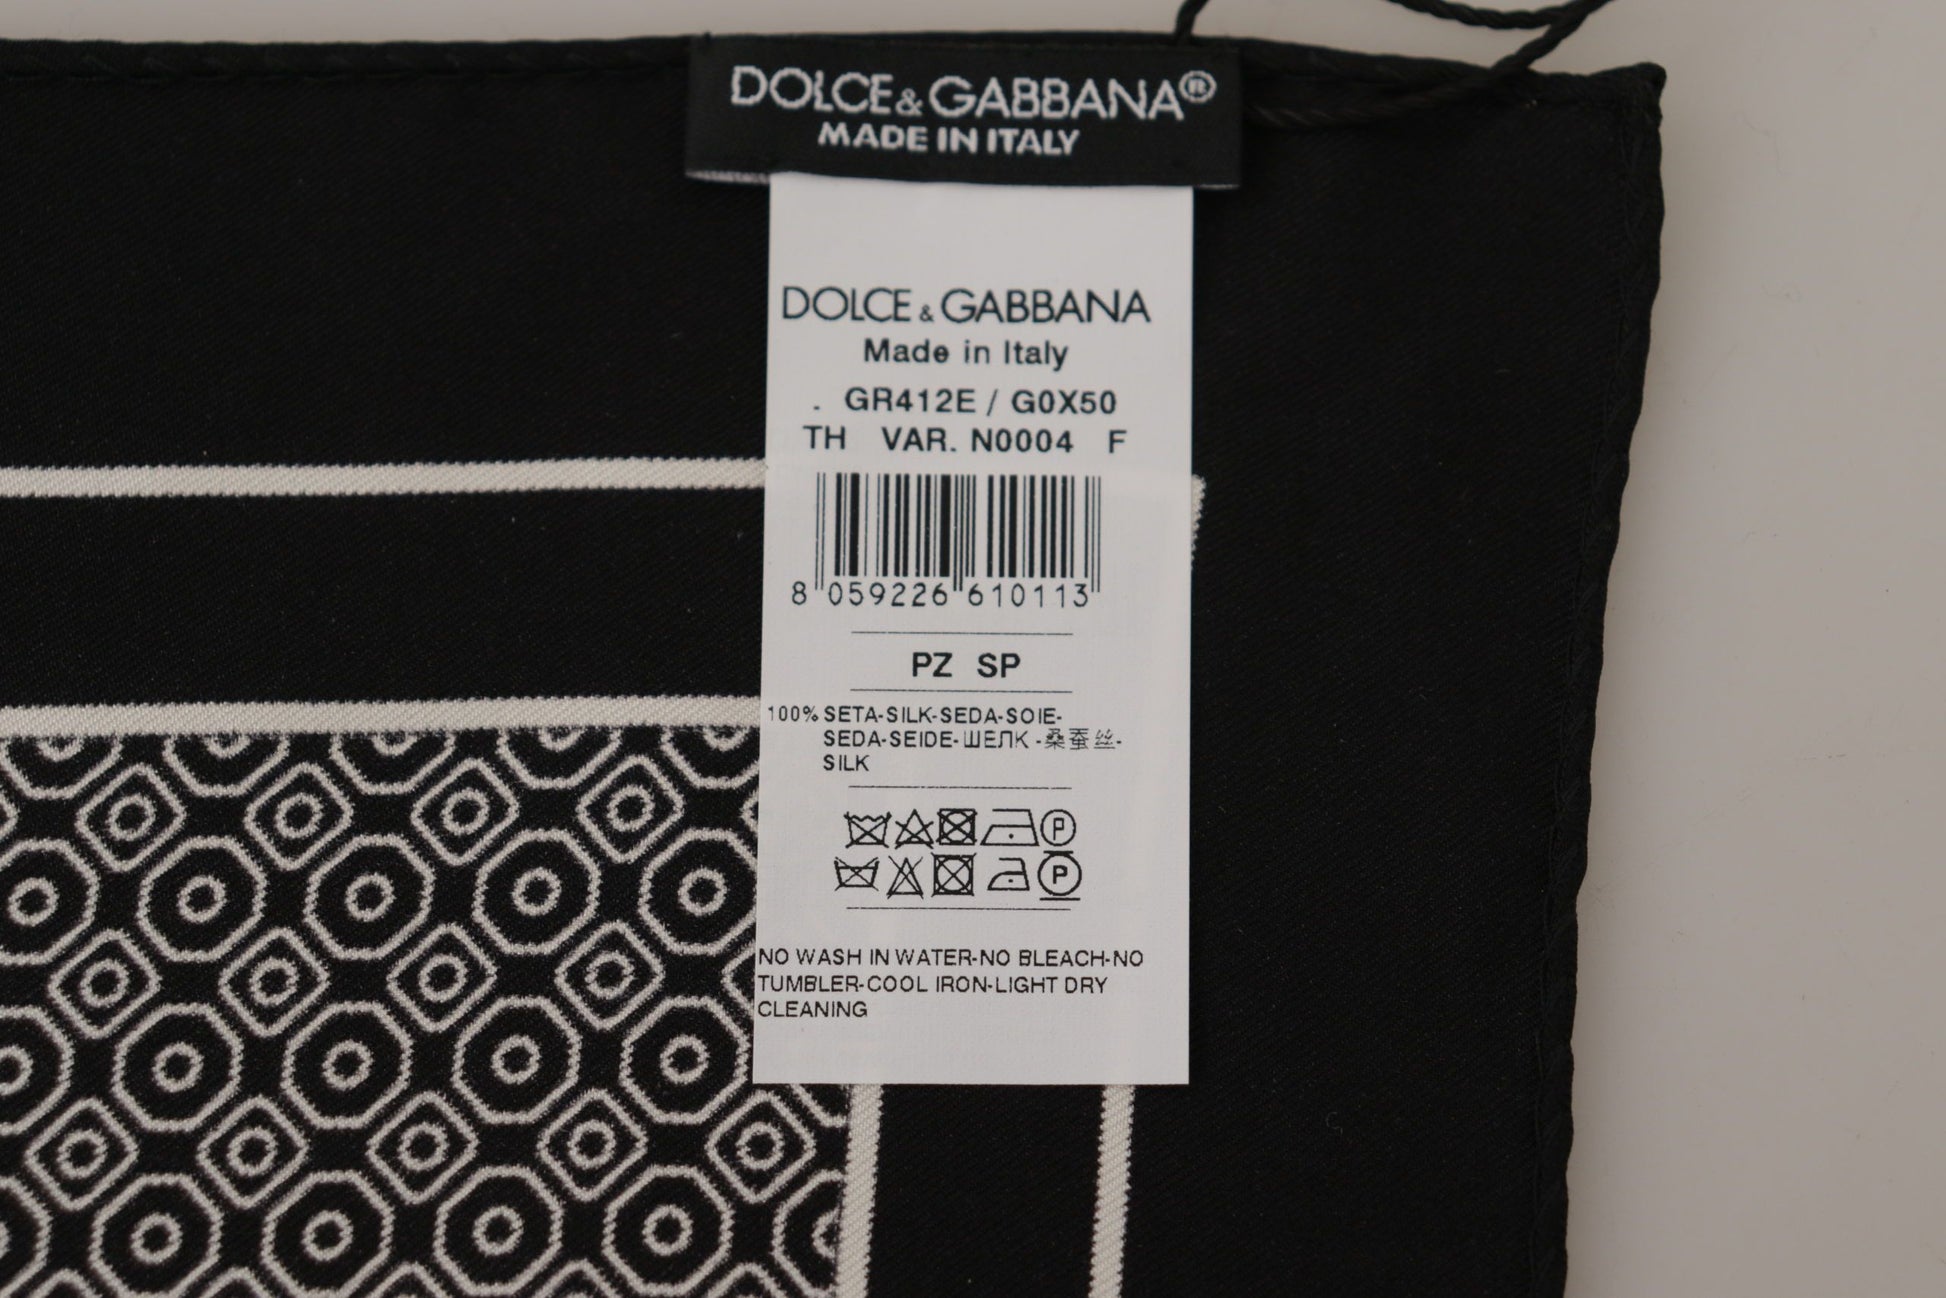 DOLCE&GABBANA®
MADE IN ITALY
DOLCE & GABBANA
Made in Italy
. GR412E / G0X50
TH VAR. N0004 F
8 059226 610113
PZ SP
100% SETA-SILK-SEDA-SOIE-
SEDA-SEIDE-ШЕЛК -桑蚕丝-
SILK
P
P
NO WASH IN WATER-NO BLEACH-NO
TUMBLER-COOL IRON-LIGHT DRY
CLEANING